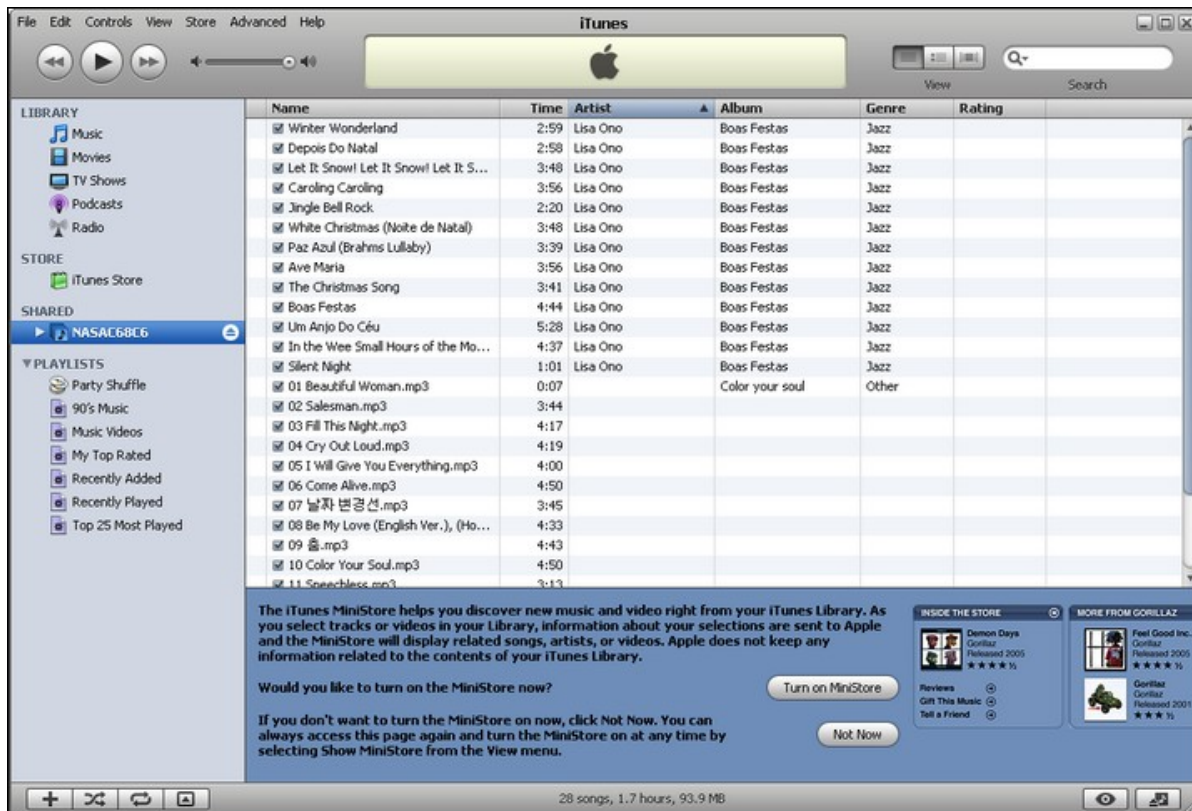 File Edit Controls View Store Advanced Help
iTunes
View
Search
LIBRARY
Music
Movies
TV Shows
Podcasts
Radio
STORE
iTunes Store
SHARED
NASAC68C6
PLAYLISTS
Party Shuffle
90's Music
Music Videos
My Top Rated
Recently Added
Recently Played
Top 25 Most Played
Name Time Artist Album Genre Rating
Winter Wonderland 2:59 Lisa Ono Boas Festas Jazz
Depois Do Natal 2:58 Lisa Ono Boas Festas Jazz
Let It Snow! Let It Snow! Let It S... 3:48 Lisa Ono Boas Festas Jazz
Caroling Caroling 3:56 Lisa Ono Boas Festas Jazz
Jingle Bell Rock 2:20 Lisa Ono Boas Festas Jazz
White Christmas (Noite de Natal) 3:48 Lisa Ono Boas Festas Jazz
Paz Azul (Brahms Lullaby) 3:39 Lisa Ono Boas Festas Jazz
Ave Maria 3:56 Lisa Ono Boas Festas Jazz
The Christmas Song 3:41 Lisa Ono Boas Festas Jazz
Boas Festas 4:44 Lisa Ono Boas Festas Jazz
Um Anjo Do Céu 5:28 Lisa Ono Boas Festas Jazz
In the Wee Small Hours of the Mo... 4:37 Lisa Ono Boas Festas Jazz
Silent Night 1:01 Lisa Ono Boas Festas Jazz
01 Beautiful Woman.mp3 0:07 Color your soul Other
02 Salesman.mp3 3:44
03 Fill This Night.mp3 4:17
04 Cry Out Loud.mp3 4:19
05 I Will Give You Everything.mp3 4:00
06 Come Alive.mp3 4:50
07 날짜 변경선.mp3 3:45
08 Be My Love (English Ver.), (Ho... 4:33
09 .mp3 4:43
10 Color Your Soul.mp3 4:50
11 Speechless.mp3 3:13
The iTunes MiniStore helps you discover new music and video right from your iTunes Library. As
you select tracks or videos in your Library, information about your selections are sent to Apple
and the MiniStore will display related songs, artists, or videos. Apple does not keep any
information related to the contents of your iTunes Library.
Would you like to turn on the MiniStore now?
Turn on MiniStore
If you don't want to turn the MiniStore on now, click Not Now. You can
always access this page again and turn the MiniStore on at any time by
selecting Show MiniStore from the View menu.
Not Now
INSIDE THE STORE
Demon Days
Gorillaz
Released 2005
Reviews
Gift This Music
Tell a Friend
MORE FROM GORILLAZ
Feel Good Inc.
Gorillaz
Released 2005
Gorillaz
Gorillaz
Released 2001
28 songs, 1.7 hours, 93.9 MB